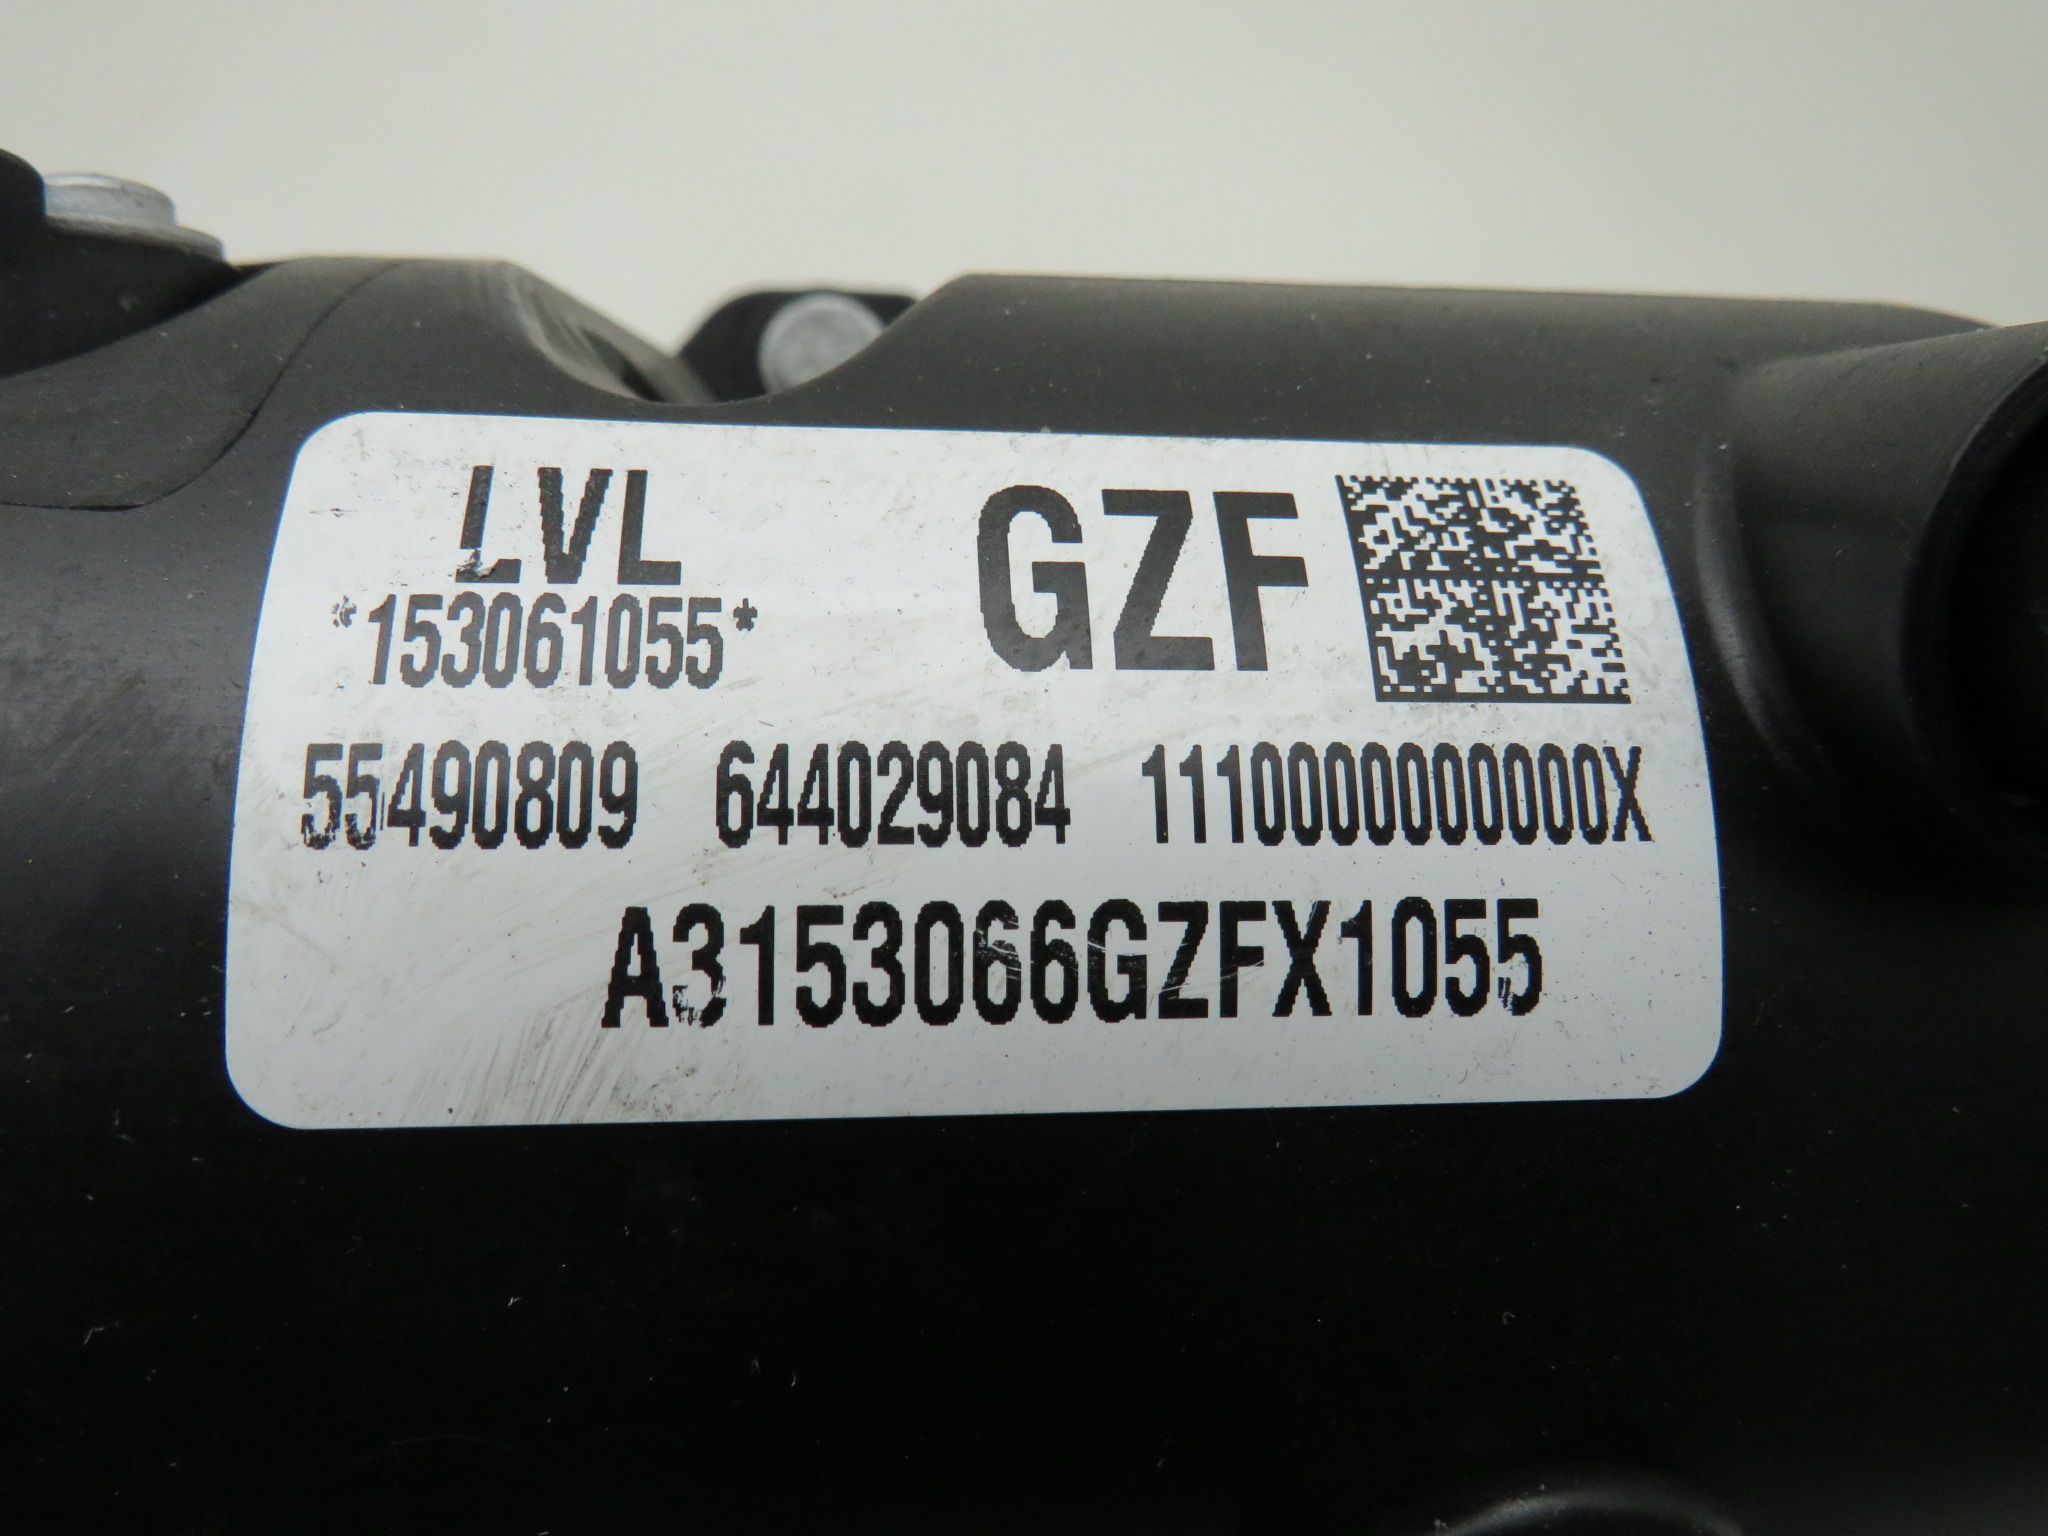 LVL GZF
*153061055*
55490809 644029084 1110000000000X
A3153066GZFX1055